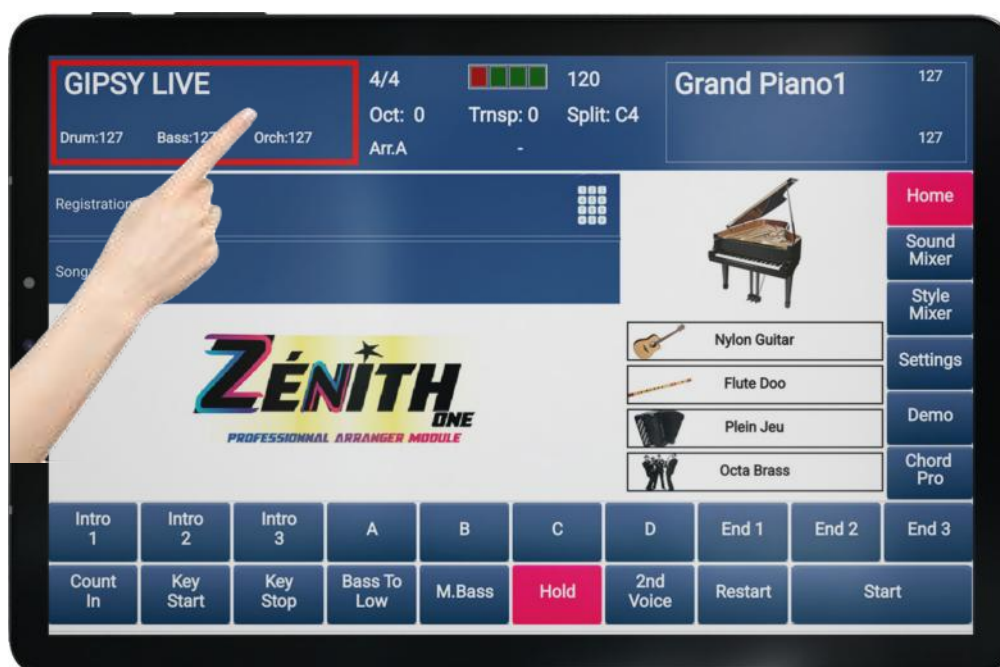 GIPSY LIVE
Drum:127 Bass:127 Orch:127
4/4 120
Oct: 0 Trnsp: 0 Split: C4
Arr.A -
Grand Piano1
127
127
Registration
Song
Home
Sound
Mixer
Style
Mixer
Settings
Demo
Chord
Pro
ZÉNITH
ONE
PROFESSIONNAL ARRANGER MODULE
Nylon Guitar
Flute Doo
Plein Jeu
Octa Brass
Intro
1
Intro
2
Intro
3
A
B
C
D
End 1
End 2
End 3
Count
In
Key
Start
Key
Stop
Bass To
Low
M.Bass
Hold
2nd
Voice
Restart
Start